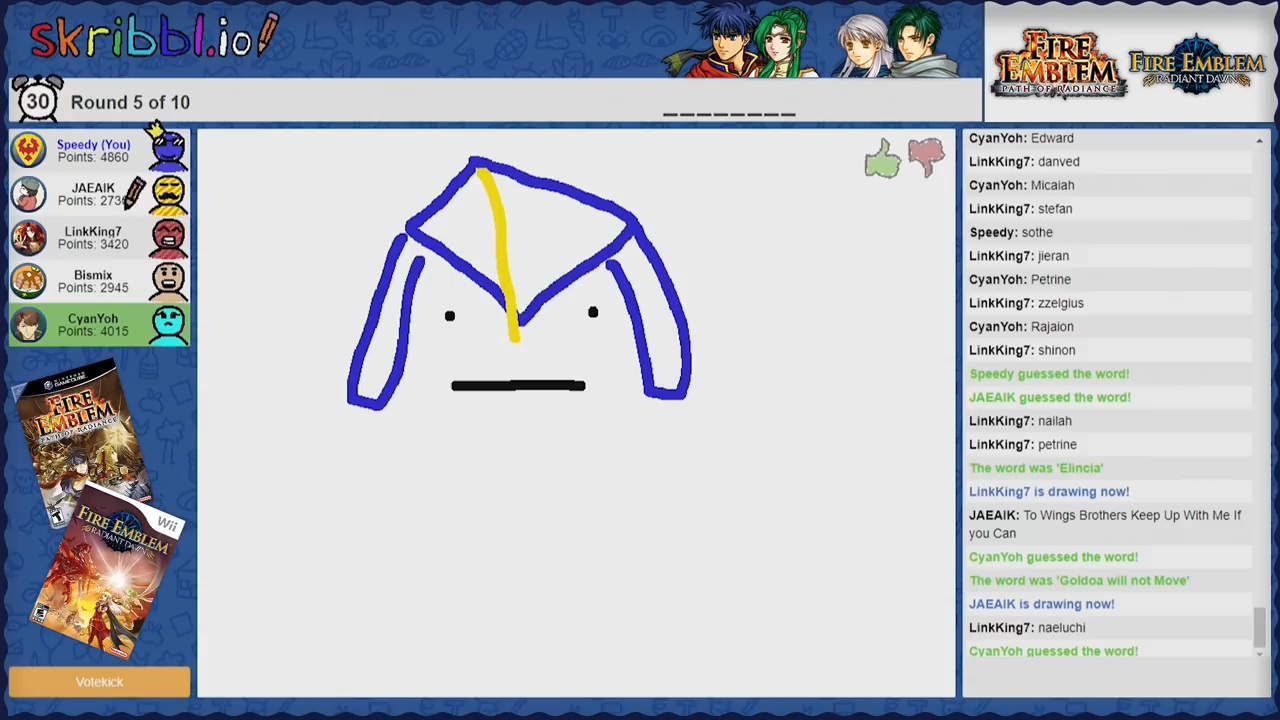 skribbl.io
FIRE EMBLEM
PATH OF RADIANCE
FIRE EMBLEM
RADIANT DAWN
30
Round 5 of 10
________
Speedy (You)
Points: 4860
JAEAIK
Points: 273
LinkKing7
Points: 3420
Bismix
Points: 2945
CyanYoh
Points: 4015
NINTENDO GAMECUBE
FIRE EMBLEM
PATH OF RADIANCE
T
Wii
FIRE EMBLEM
RADIANT DAWN
Votekick
CyanYoh: Edward
LinkKing7: danved
CyanYoh: Micaiah
LinkKing7: stefan
Speedy: sothe
LinkKing7: jieran
CyanYoh: Petrine
LinkKing7: zzelgius
CyanYoh: Rajaion
LinkKing7: shinon
Speedy guessed the word!
JAEAIK guessed the word!
LinkKing7: nailah
LinkKing7: petrine
The word was 'Elincia'
LinkKing7 is drawing now!
JAEAIK: To Wings Brothers Keep Up With Me If
you Can
CyanYoh guessed the word!
The word was 'Goldoa will not Move'
JAEAIK is drawing now!
LinkKing7: naeluchi
CyanYoh guessed the word!